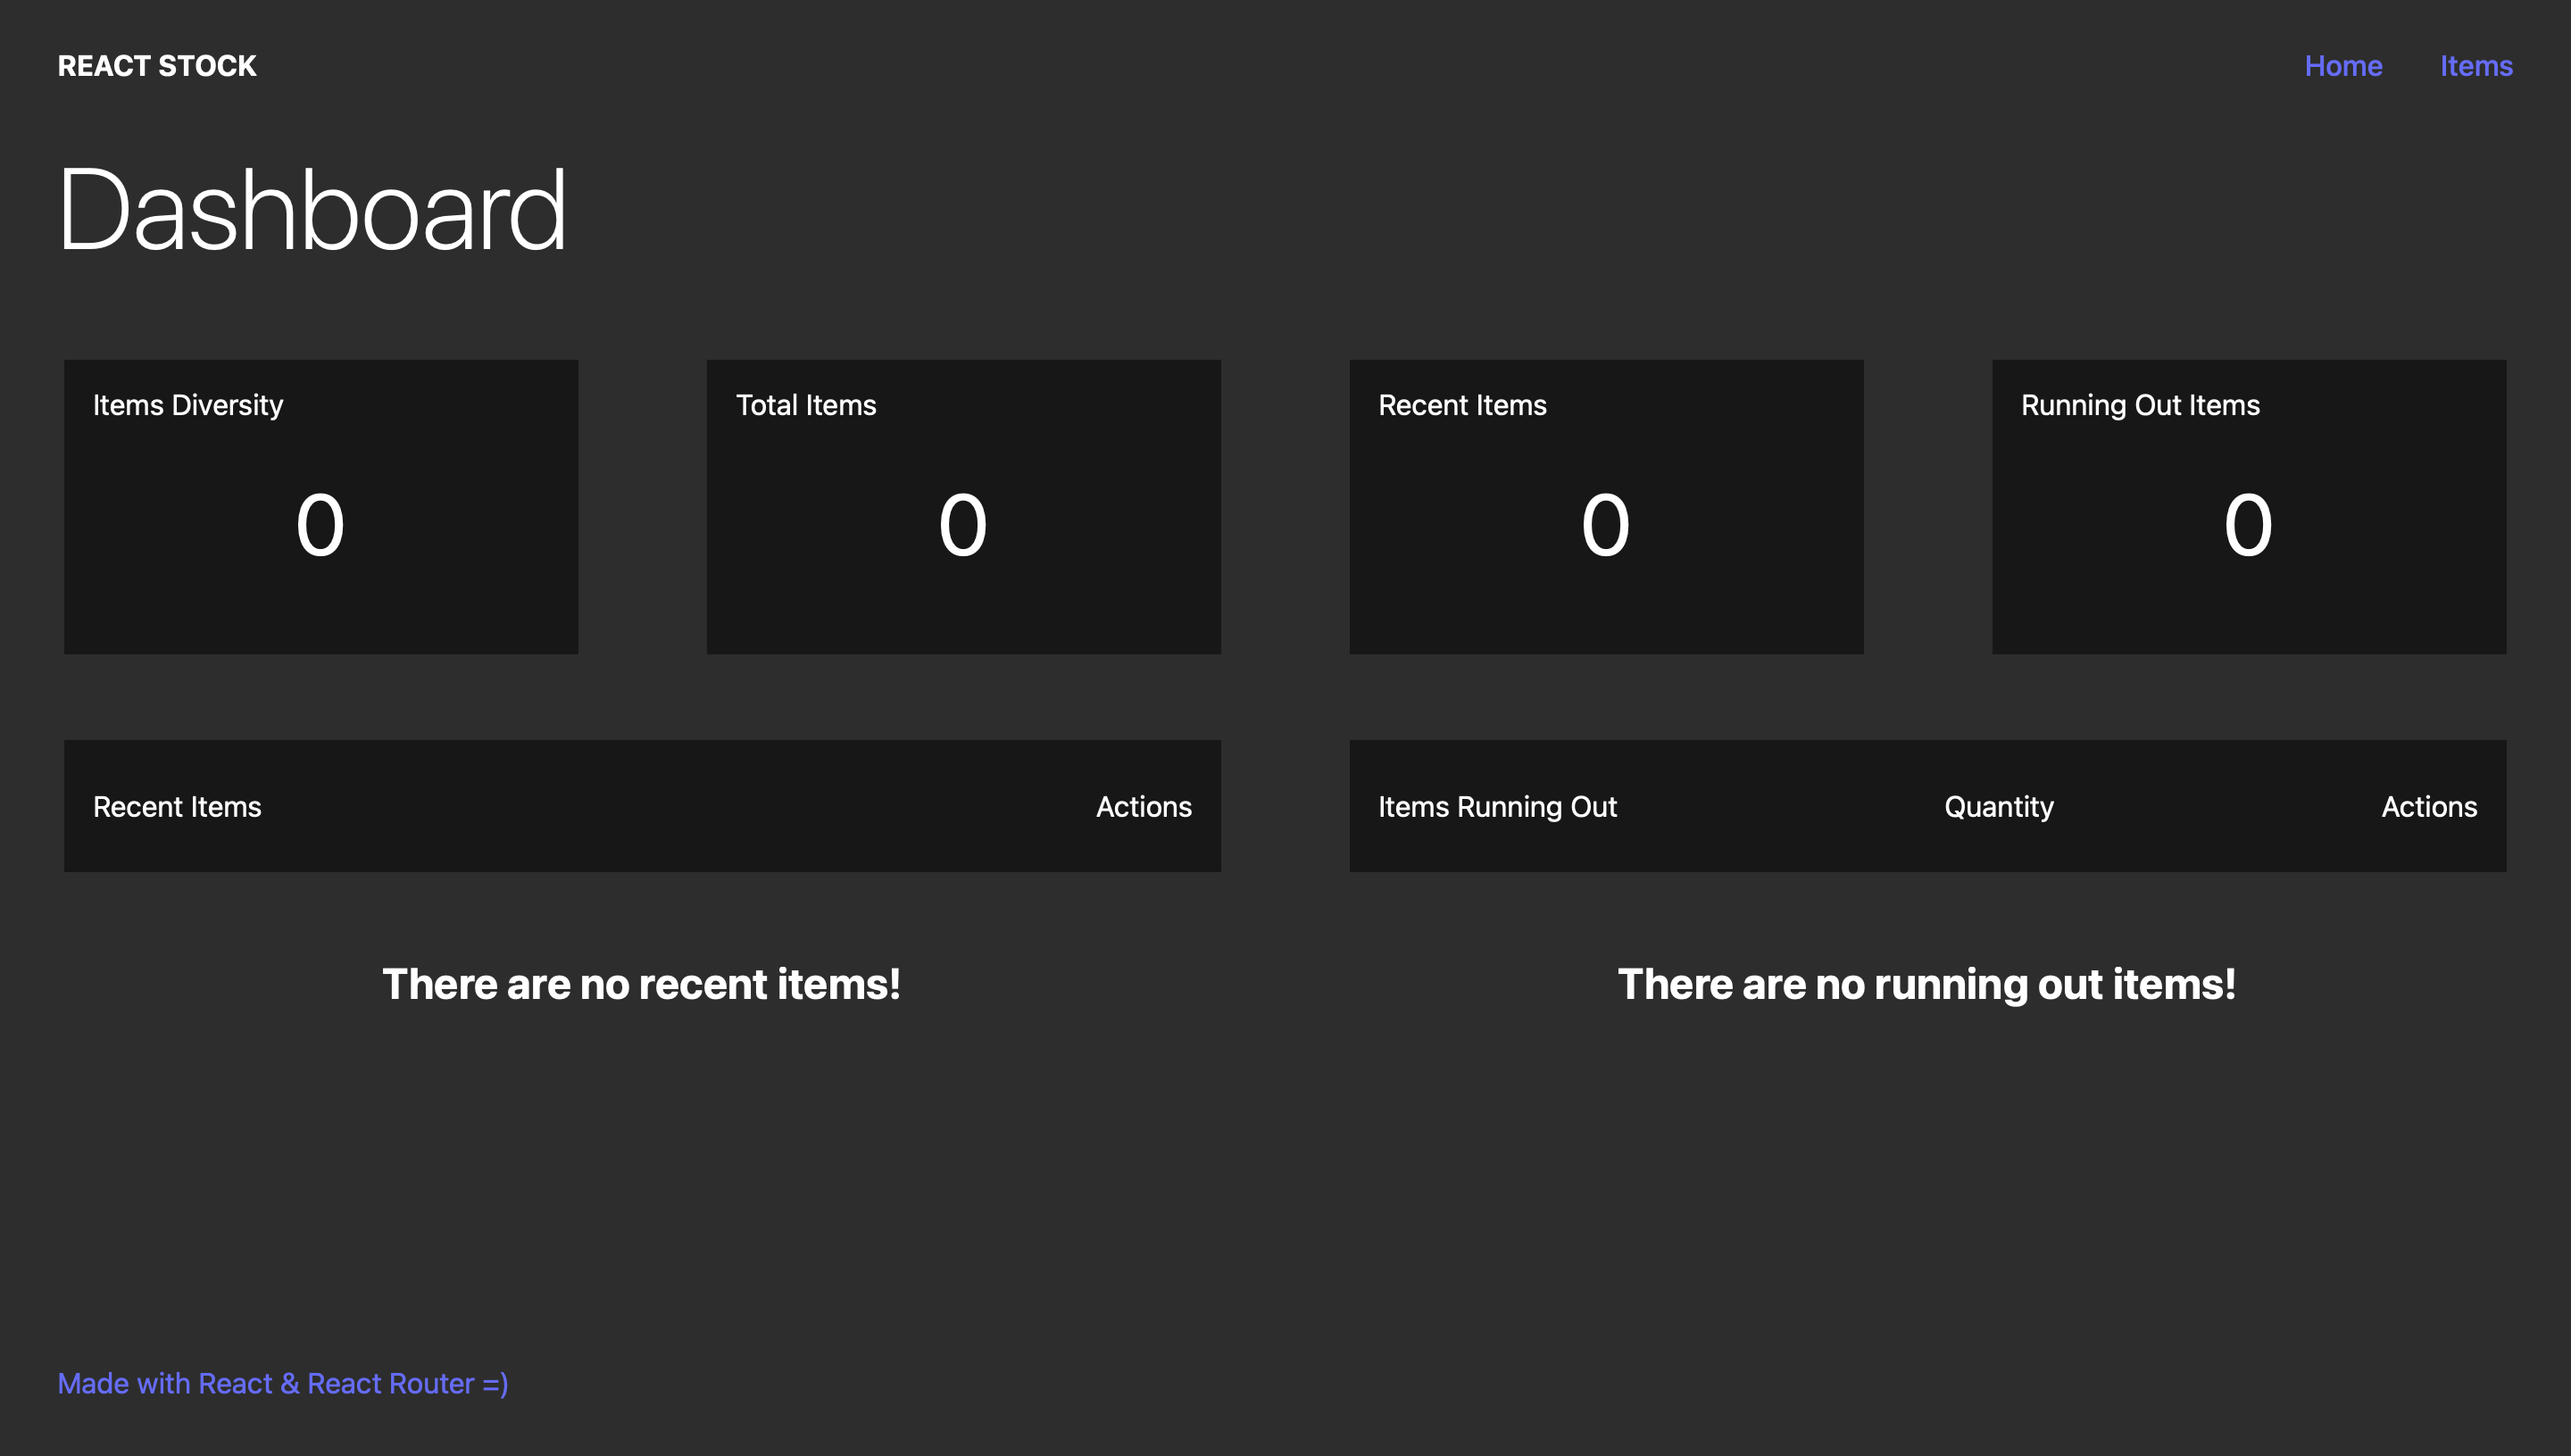 REACT STOCK
Home
Items
Dashboard
Items Diversity
0
Total Items
0
Recent Items
0
Running Out Items
0
Recent Items
Actions
Items Running Out
Quantity
Actions
There are no recent items!
There are no running out items!
Made with React & React Router =)